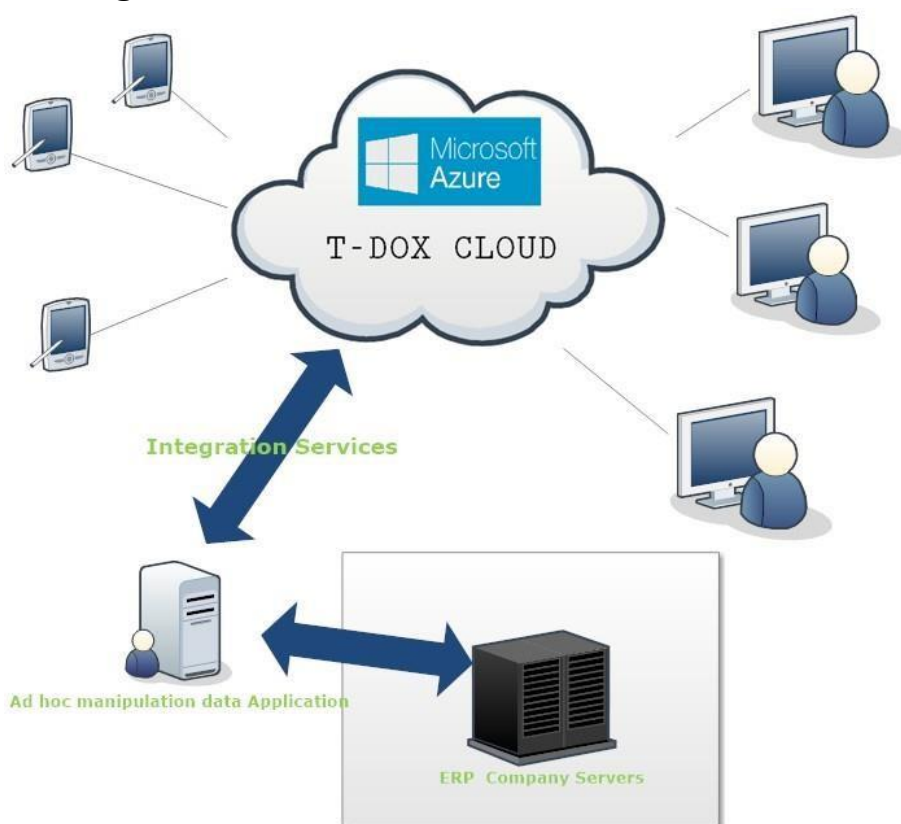 Microsoft
Azure
T-DOX CLOUD
Integration Services
Ad hoc manipulation data Application
ERP Company Servers